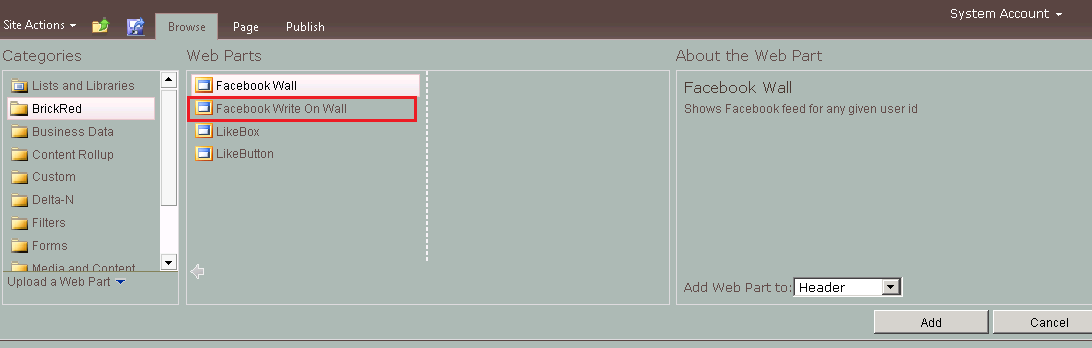 Site Actions
Browse
Page
Publish
System Account
Categories
Lists and Libraries
BrickRed
Business Data
Content Rollup
Custom
Delta-N
Filters
Forms
Media and Content
Upload a Web Part
Web Parts
Facebook Wall
Facebook Write On Wall
LikeBox
LikeButton
About the Web Part
Facebook Wall
Shows Facebook feed for any given user id
Add Web Part to: Header
Add
Cancel